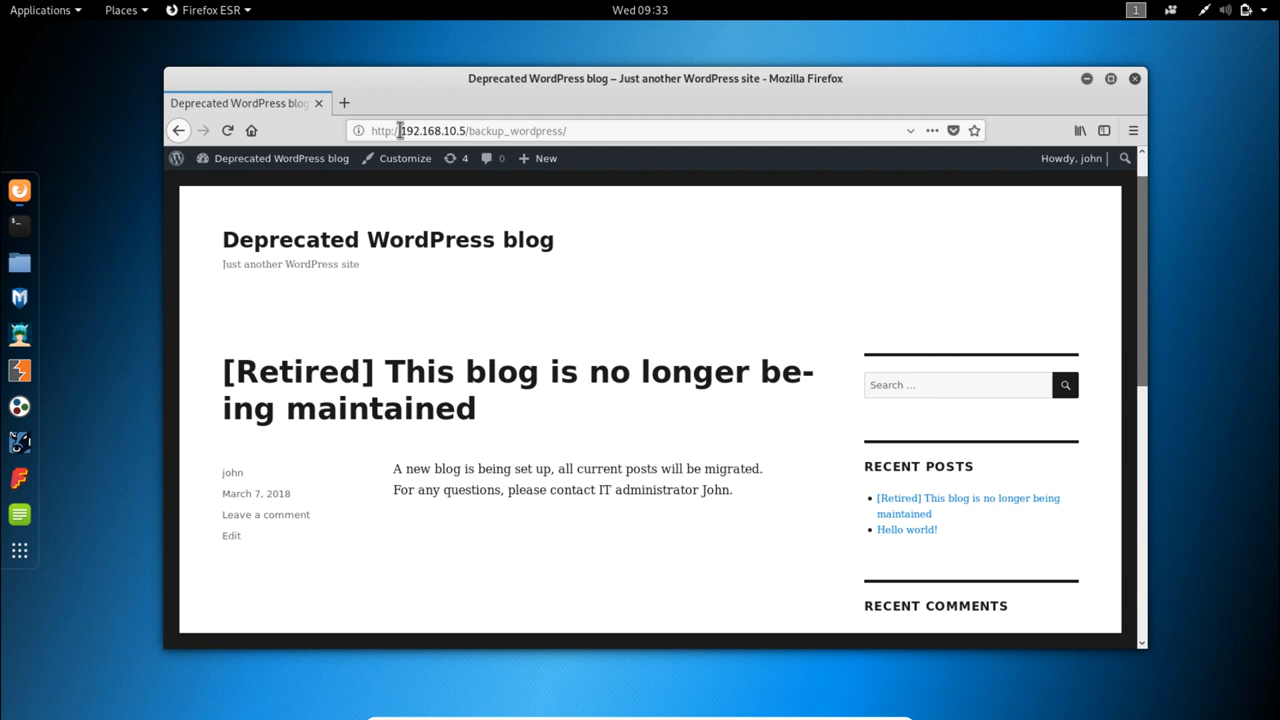 Applications Places Firefox ESR Wed 09:33 1
Deprecated WordPress blog – Just another WordPress site - Mozilla Firefox
Deprecated WordPress blog
http://192.168.10.5/backup_wordpress/
Deprecated WordPress blog Customize 4 0 New Howdy, john
Deprecated WordPress blog
Just another WordPress site
[Retired] This blog is no longer be-
ing maintained
john
March 7, 2018
Leave a comment
Edit
A new blog is being set up, all current posts will be migrated.
For any questions, please contact IT administrator John.
Search …
RECENT POSTS
[Retired] This blog is no longer being
maintained
Hello world!
RECENT COMMENTS